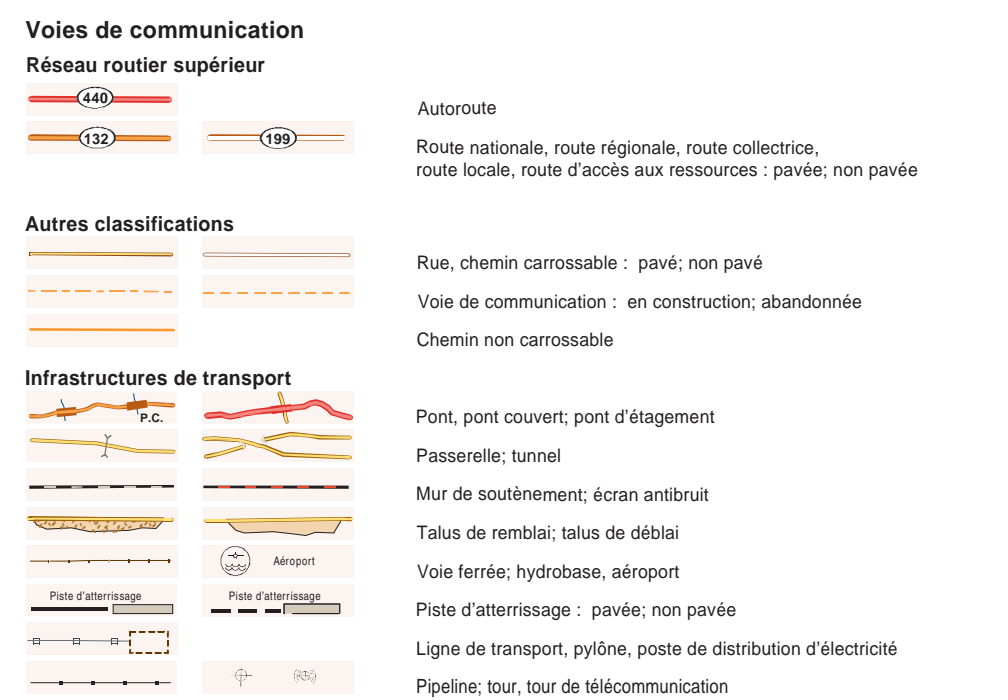 Voies de communication
Réseau routier supérieur
440
Autoroute
132
199
Route nationale, route régionale, route collectrice,
route locale, route d'accès aux ressources : pavée; non pavée
Autres classifications
Rue, chemin carrossable : pavé; non pavé
Voie de communication : en construction; abandonnée
Chemin non carrossable
Infrastructures de transport
P.C.
Pont, pont couvert; pont d'étagement
Passerelle; tunnel
Mur de soutènement; écran antibruit
Talus de remblai; talus de déblai
Aéroport
Voie ferrée; hydrobase, aéroport
Piste d'atterrissage
Piste d'atterrissage
Piste d'atterrissage : pavée; non pavée
Ligne de transport, pylône, poste de distribution d'électricité
Pipeline; tour, tour de télécommunication